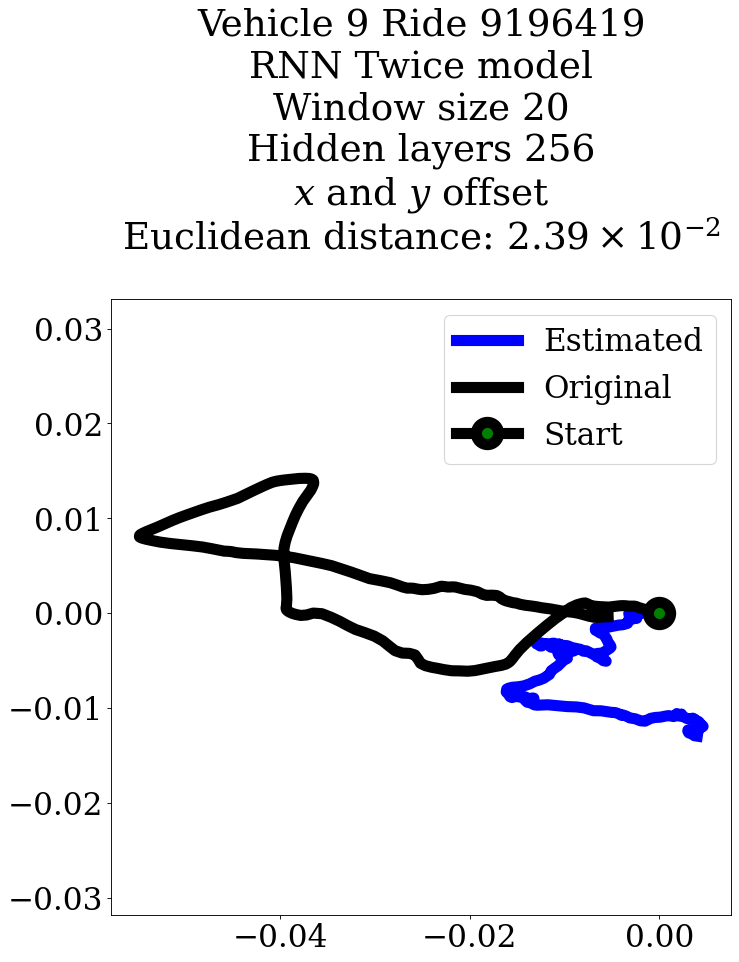 Vehicle 9 Ride 9196419
RNN Twice model
Window size 20
Hidden layers 256
x and y offset
Euclidean distance: 2.39 × 10⁻²
Estimated
Original
Start
0.03
0.02
0.01
0.00
−0.01
−0.02
−0.03
−0.04
−0.02
0.00